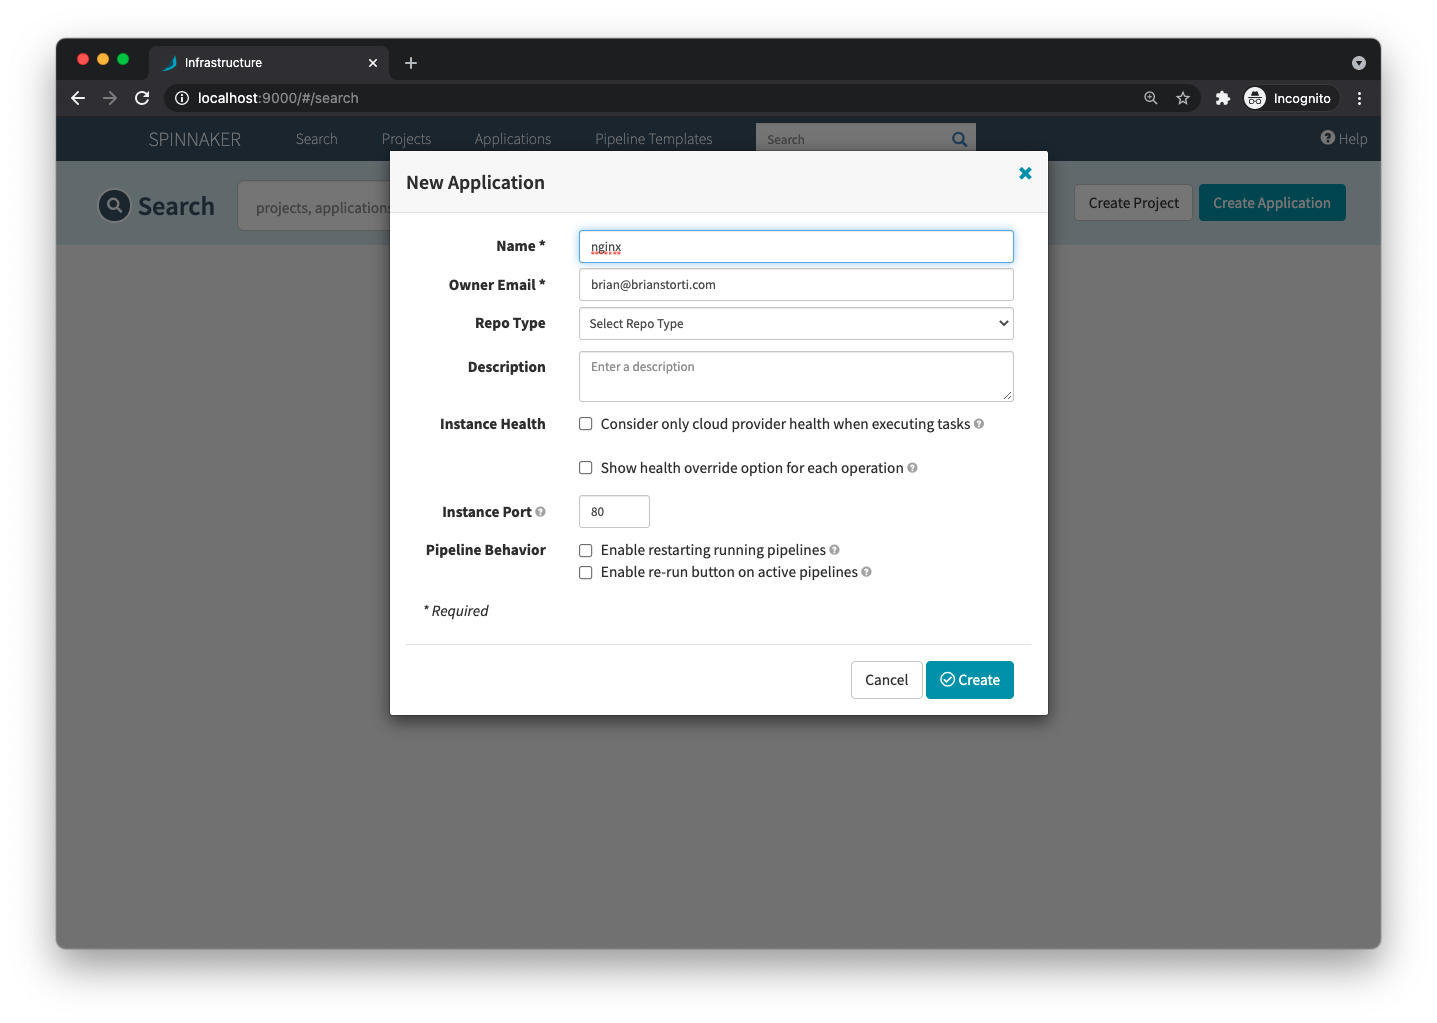 Infrastructure
localhost:9000/#/search
Incognito
SPINNAKER Search Projects Applications Pipeline Templates Search Help
Search projects, applications Create Project Create Application
New Application
Name * nginx
Owner Email * brian@brianstorti.com
Repo Type Select Repo Type
Description Enter a description
Instance Health Consider only cloud provider health when executing tasks
Show health override option for each operation
Instance Port 80
Pipeline Behavior Enable restarting running pipelines
Enable re-run button on active pipelines
* Required
Cancel Create